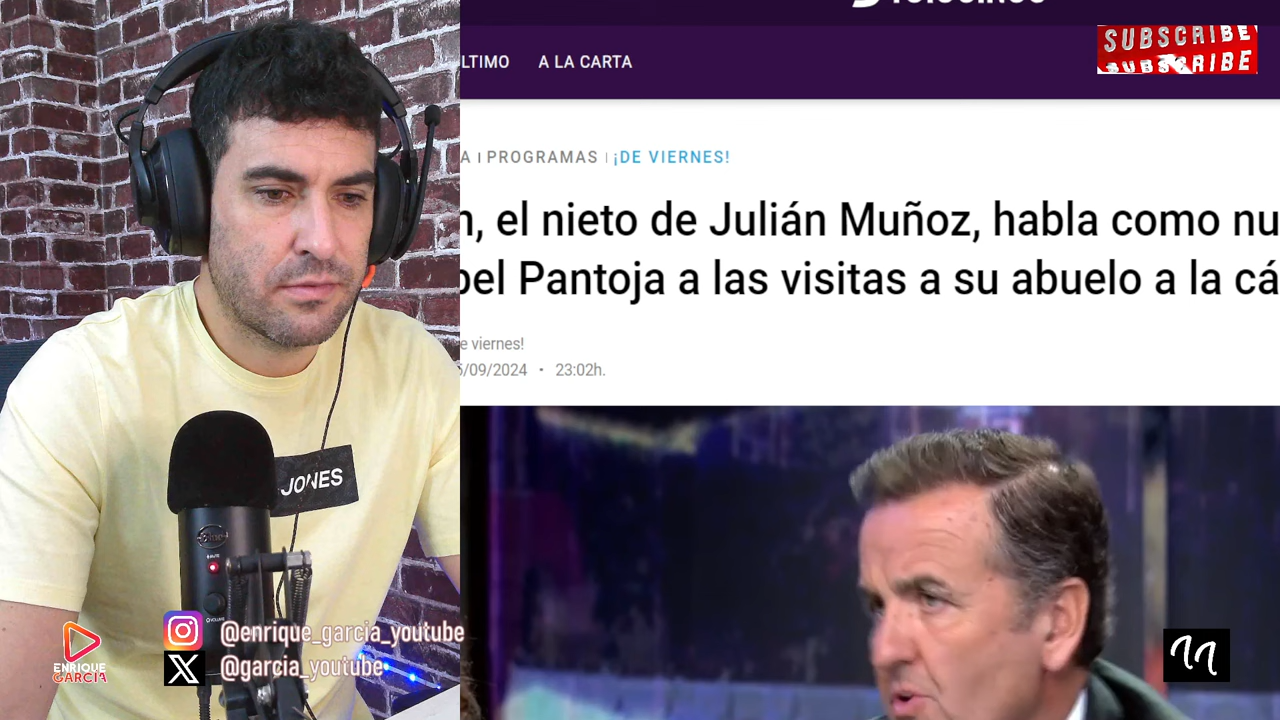 SUBSCRIBE
SUBSCRIBE
LTIMO A LA CARTA
A | PROGRAMAS | ¡DE VIERNES!
n, el nieto de Julián Muñoz, habla como nu
bel Pantoja a las visitas a su abuelo a la cá
e viernes!
5/09/2024 · 23:02h.
JONES
@enrique_garcia_youtube
@garcia_youtube
ENRIQUE
GARCIA